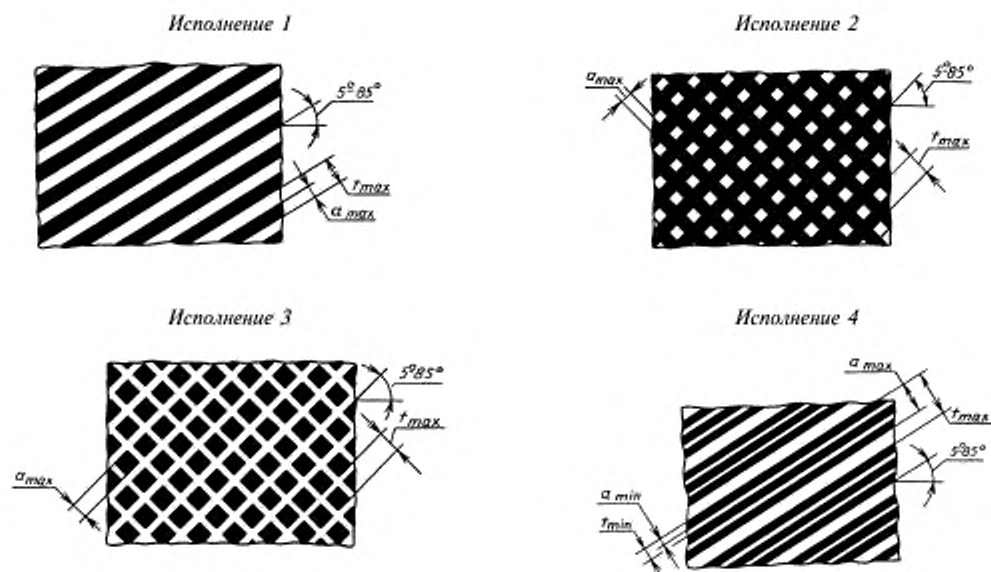 Исполнение 1
5° 85°
t max
a max
Исполнение 2
a max
5° 85°
t max
Исполнение 3
5° 85°
t max
a max
Исполнение 4
a max
t max
5° 85°
a min
t min